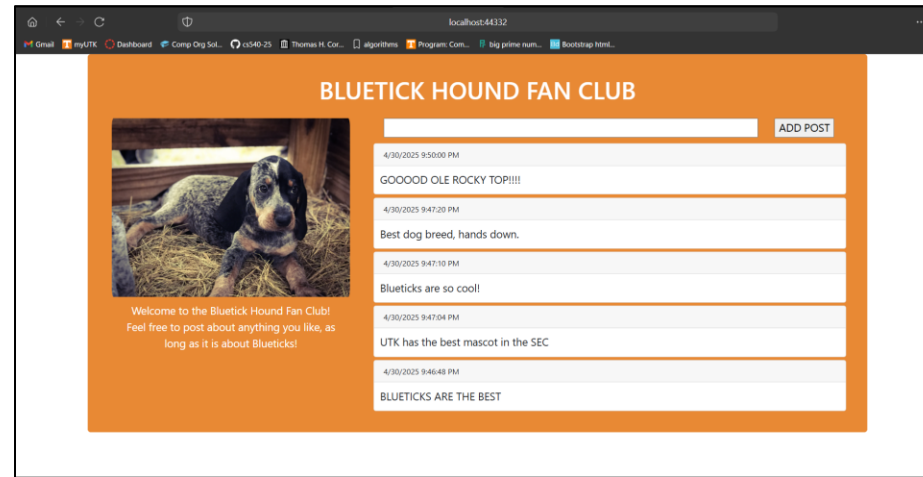 localhost:44332
Gmail myUTK Dashboard Comp Org Sol... cs540-25 Thomas H. Cor... algorithms Program: Com... big prime num... Bootstrap html...
BLUETICK HOUND FAN CLUB
ADD POST
4/30/2025 9:50:00 PM
GOOOOD OLE ROCKY TOP!!!!
4/30/2025 9:47:20 PM
Best dog breed, hands down.
4/30/2025 9:47:10 PM
Blueticks are so cool!
4/30/2025 9:47:04 PM
UTK has the best mascot in the SEC
4/30/2025 9:46:48 PM
BLUETICKS ARE THE BEST
Welcome to the Bluetick Hound Fan Club!
Feel free to post about anything you like, as
long as it is about Blueticks!